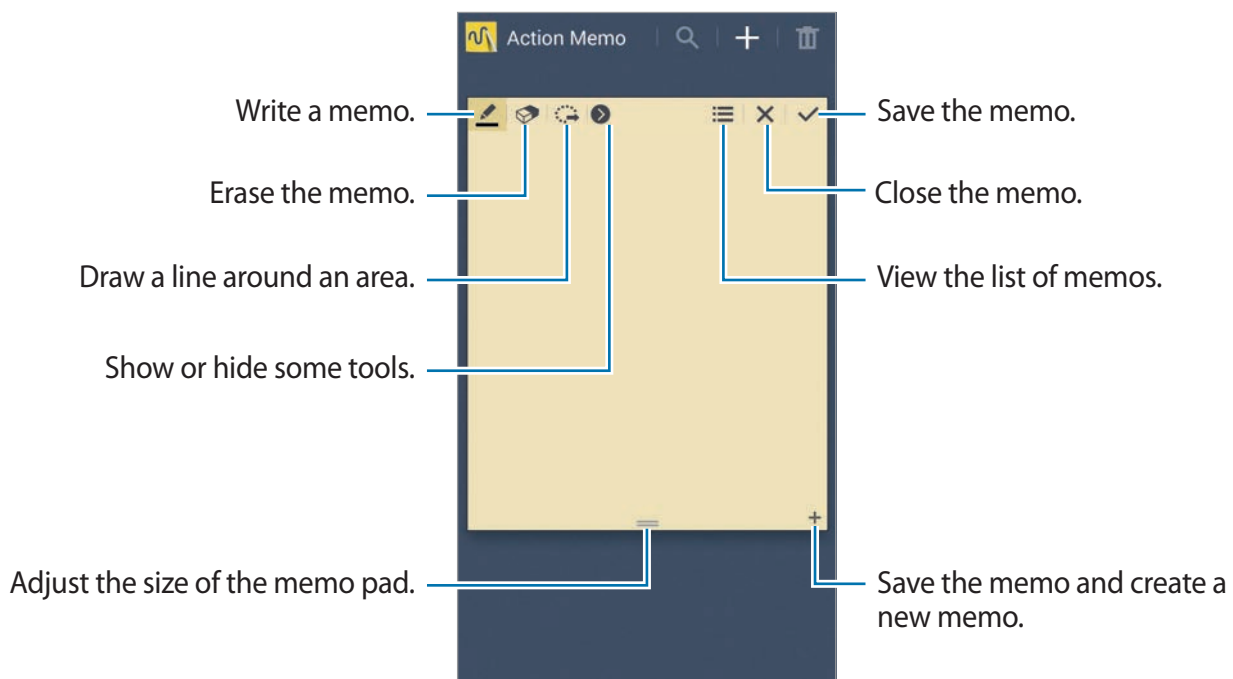 Action Memo
Write a memo.
Save the memo.
Erase the memo.
Close the memo.
Draw a line around an area.
View the list of memos.
Show or hide some tools.
Adjust the size of the memo pad.
Save the memo and create a
new memo.